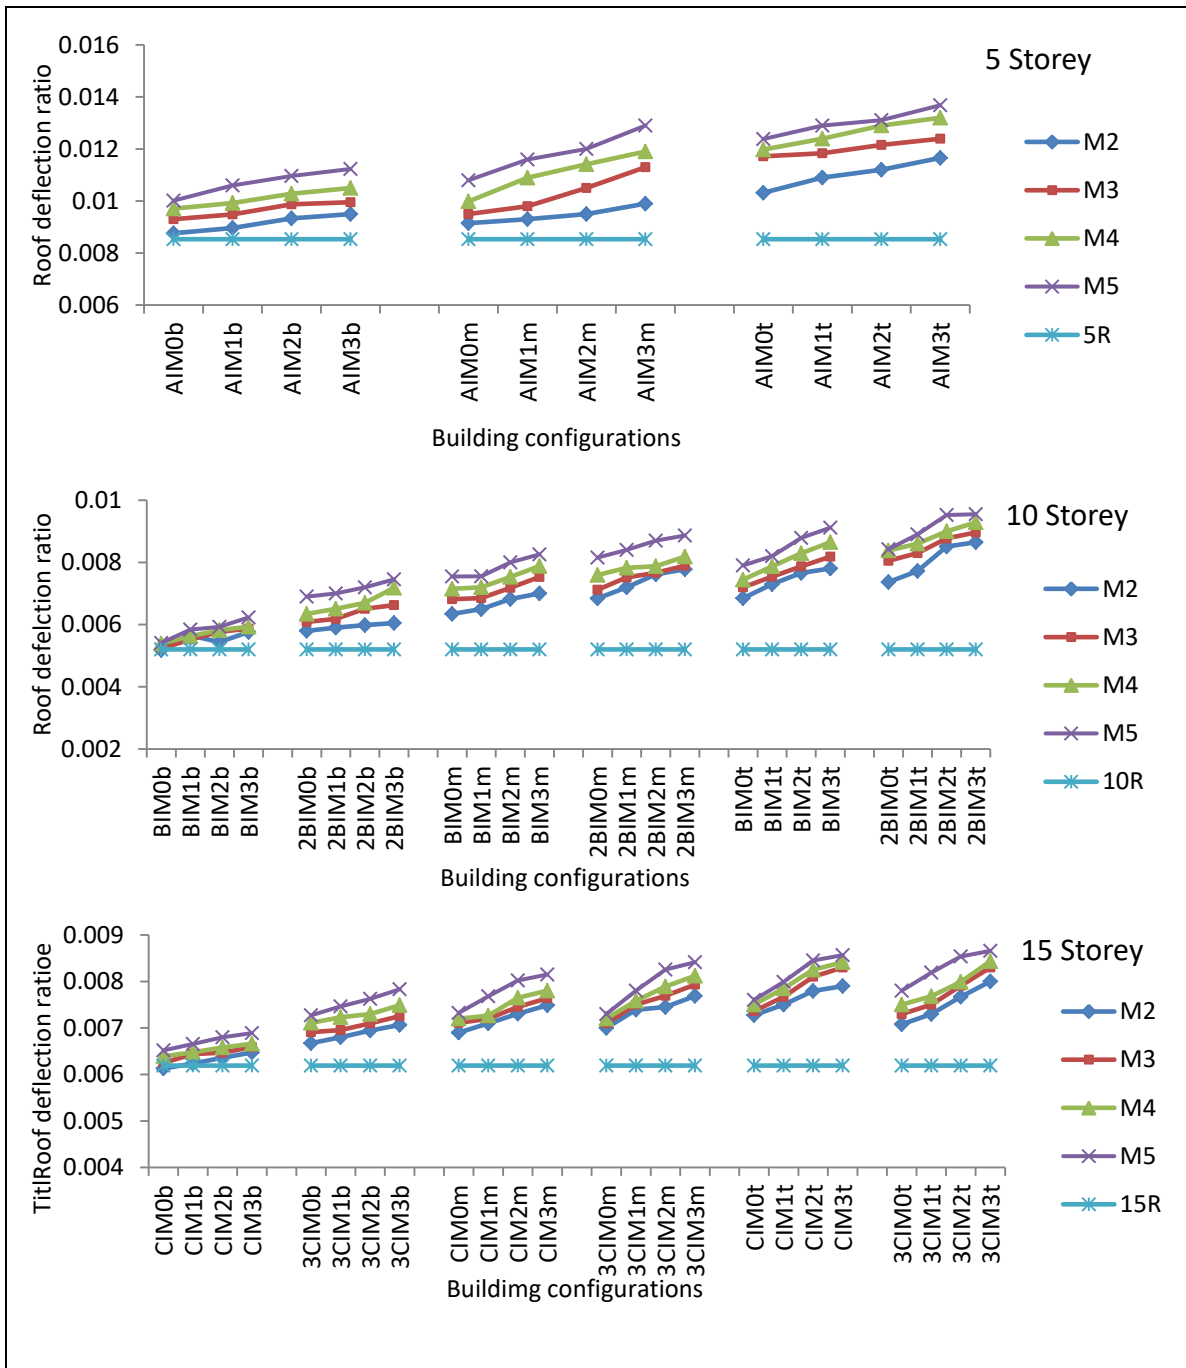 5 Storey
Roof deflection ratio
0.016
0.014
0.012
0.01
0.008
0.006
AIM0b
AIM1b
AIM2b
AIM3b
AIM0m
AIM1m
AIM2m
AIM3m
AIM0t
AIM1t
AIM2t
AIM3t
Building configurations
M2
M3
M4
M5
5R
10 Storey
Roof defelction ratio
0.01
0.008
0.006
0.004
0.002
BIM0b
BIM1b
BIM2b
BIM3b
2BIM0b
2BIM1b
2BIM2b
2BIM3b
BIM0m
BIM1m
BIM2m
BIM3m
2BIM0m
2BIM1m
2BIM2m
2BIM3m
BIM0t
BIM1t
BIM2t
BIM3t
2BIM0t
2BIM1t
2BIM2t
2BIM3t
Building configurations
M2
M3
M4
M5
10R
15 Storey
TitlRoof deflection ratioe
0.009
0.008
0.007
0.006
0.005
0.004
CIM0b
CIM1b
CIM2b
CIM3b
3CIM0b
3CIM1b
3CIM2b
3CIM3b
CIM0m
CIM1m
CIM2m
CIM3m
3CIM0m
3CIM1m
3CIM2m
3CIM3m
CIM0t
CIM1t
CIM2t
CIM3t
3CIM0t
3CIM1t
3CIM2t
3CIM3t
Buildimg configurations
M2
M3
M4
M5
15R